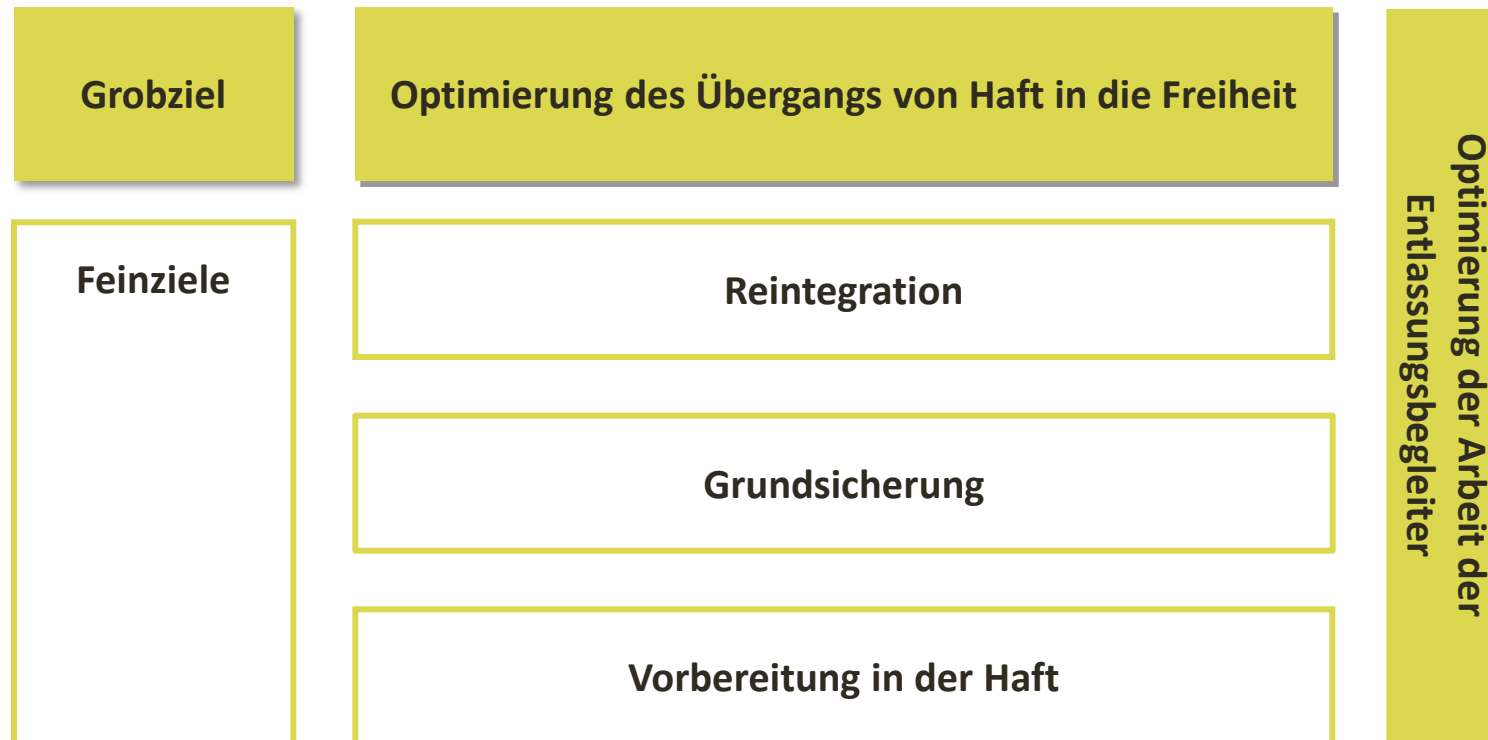 Grobziel
Optimierung des Übergangs von Haft in die Freiheit
Feinziele
Reintegration
Grundsicherung
Vorbereitung in der Haft
Optimierung der Arbeit der
Entlassungsbegleiter